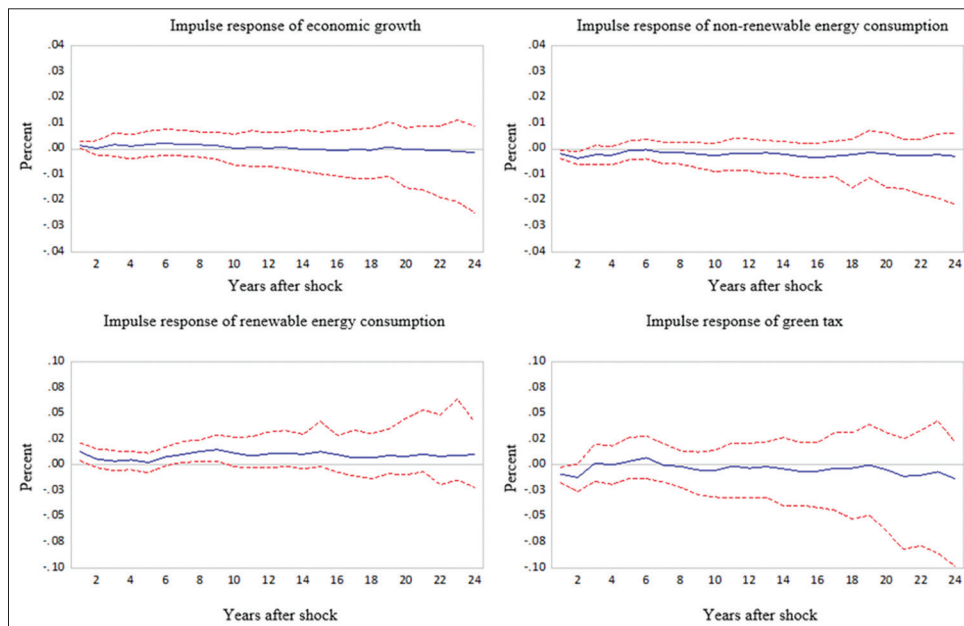 Impulse response of economic growth
.04
.03
.02
.01
.00
-.01
-.02
-.03
-.04
Percent
2 4 6 8 10 12 14 16 18 20 22 24
Years after shock
Impulse response of non-renewable energy consumption
.04
.03
.02
.01
.00
-.01
-.02
-.03
-.04
Percent
2 4 6 8 10 12 14 16 18 20 22 24
Years after shock
Impulse response of renewable energy consumption
.10
.08
.05
.02
.00
-.03
-.05
-.08
-.10
Percent
2 4 6 8 10 12 14 16 18 20 22 24
Years after shock
Impulse response of green tax
.10
.08
.05
.02
.00
-.03
-.05
-.08
-.10
Percent
2 4 6 8 10 12 14 16 18 20 22 24
Years after shock